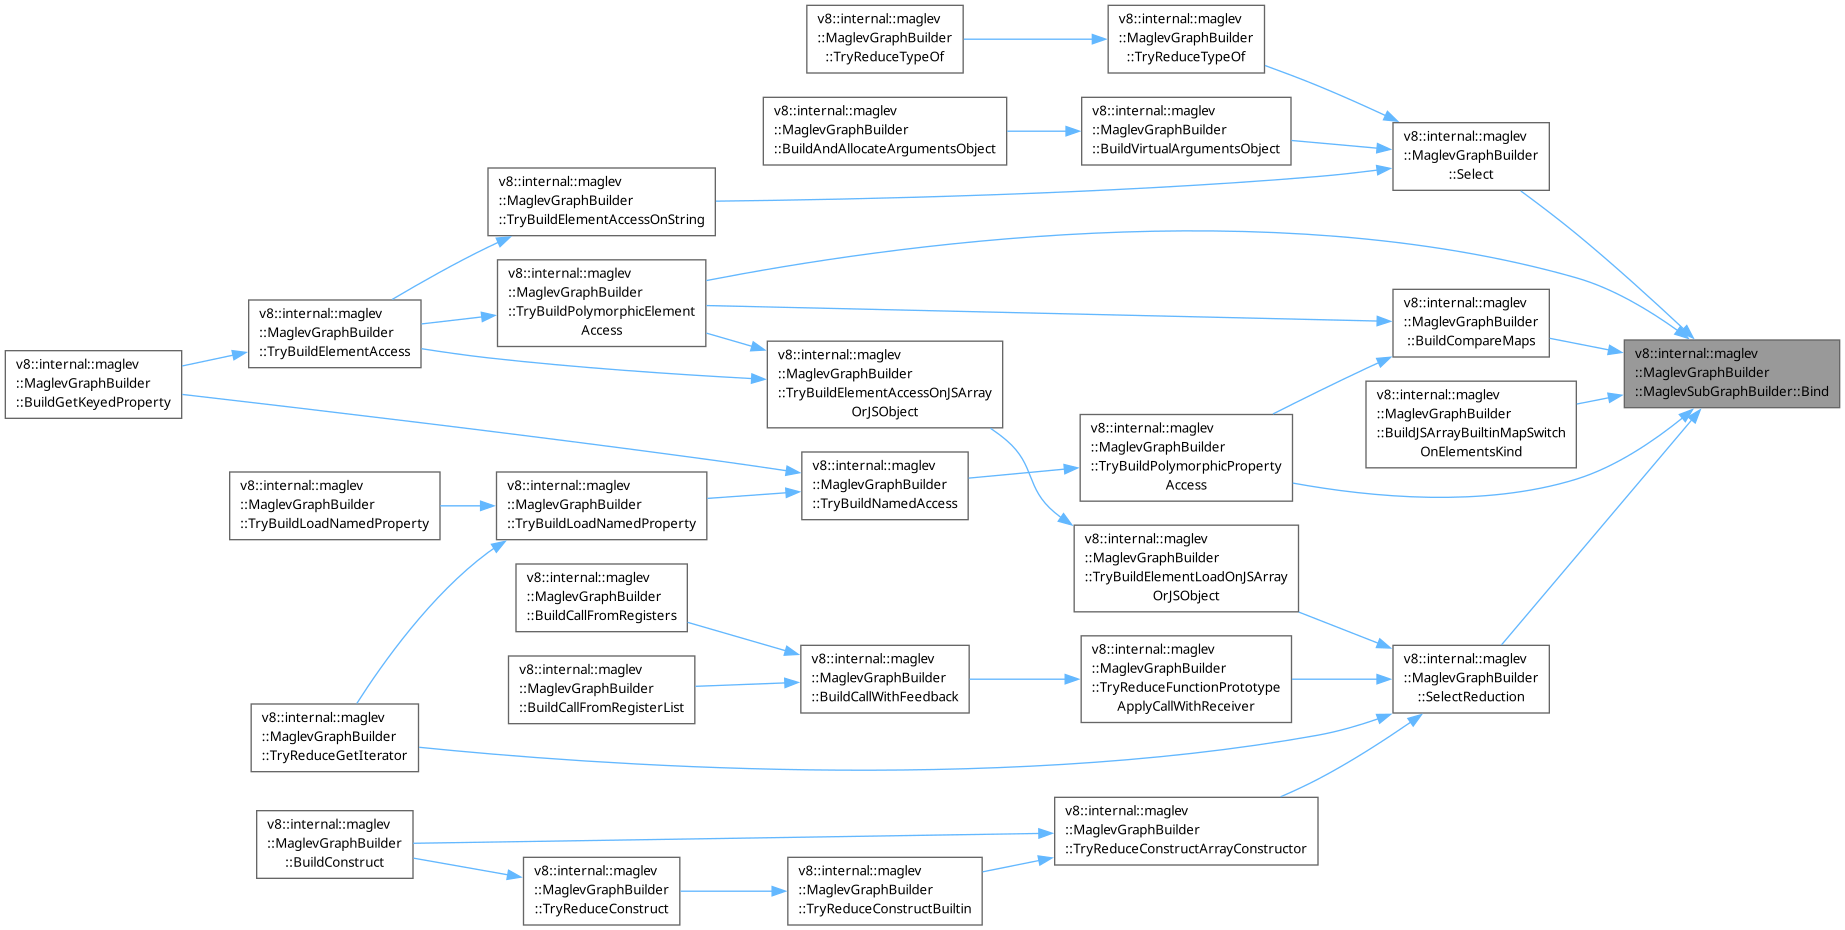 v8::internal::maglev
::MaglevGraphBuilder
::TryReduceTypeOf
v8::internal::maglev
::MaglevGraphBuilder
::TryReduceTypeOf
v8::internal::maglev
::MaglevGraphBuilder
::BuildAndAllocateArgumentsObject
v8::internal::maglev
::MaglevGraphBuilder
::BuildVirtualArgumentsObject
v8::internal::maglev
::MaglevGraphBuilder
::Select
v8::internal::maglev
::MaglevGraphBuilder
::TryBuildElementAccessOnString
v8::internal::maglev
::MaglevGraphBuilder
::TryBuildPolymorphicElement
Access
v8::internal::maglev
::MaglevGraphBuilder
::BuildCompareMaps
v8::internal::maglev
::MaglevGraphBuilder
::TryBuildElementAccess
v8::internal::maglev
::MaglevGraphBuilder
::MaglevSubGraphBuilder::Bind
v8::internal::maglev
::MaglevGraphBuilder
::TryBuildElementAccessOnJSArray
OrJSObject
v8::internal::maglev
::MaglevGraphBuilder
::BuildGetKeyedProperty
v8::internal::maglev
::MaglevGraphBuilder
::BuildJSArrayBuiltinMapSwitch
OnElementsKind
v8::internal::maglev
::MaglevGraphBuilder
::TryBuildPolymorphicProperty
Access
v8::internal::maglev
::MaglevGraphBuilder
::TryBuildNamedAccess
v8::internal::maglev
::MaglevGraphBuilder
::TryBuildLoadNamedProperty
v8::internal::maglev
::MaglevGraphBuilder
::TryBuildLoadNamedProperty
v8::internal::maglev
::MaglevGraphBuilder
::TryBuildElementLoadOnJSArray
OrJSObject
v8::internal::maglev
::MaglevGraphBuilder
::BuildCallFromRegisters
v8::internal::maglev
::MaglevGraphBuilder
::TryReduceFunctionPrototype
ApplyCallWithReceiver
v8::internal::maglev
::MaglevGraphBuilder
::SelectReduction
v8::internal::maglev
::MaglevGraphBuilder
::BuildCallWithFeedback
v8::internal::maglev
::MaglevGraphBuilder
::BuildCallFromRegisterList
v8::internal::maglev
::MaglevGraphBuilder
::TryReduceGetIterator
v8::internal::maglev
::MaglevGraphBuilder
::TryReduceConstructArrayConstructor
v8::internal::maglev
::MaglevGraphBuilder
::BuildConstruct
v8::internal::maglev
::MaglevGraphBuilder
::TryReduceConstruct
v8::internal::maglev
::MaglevGraphBuilder
::TryReduceConstructBuiltin